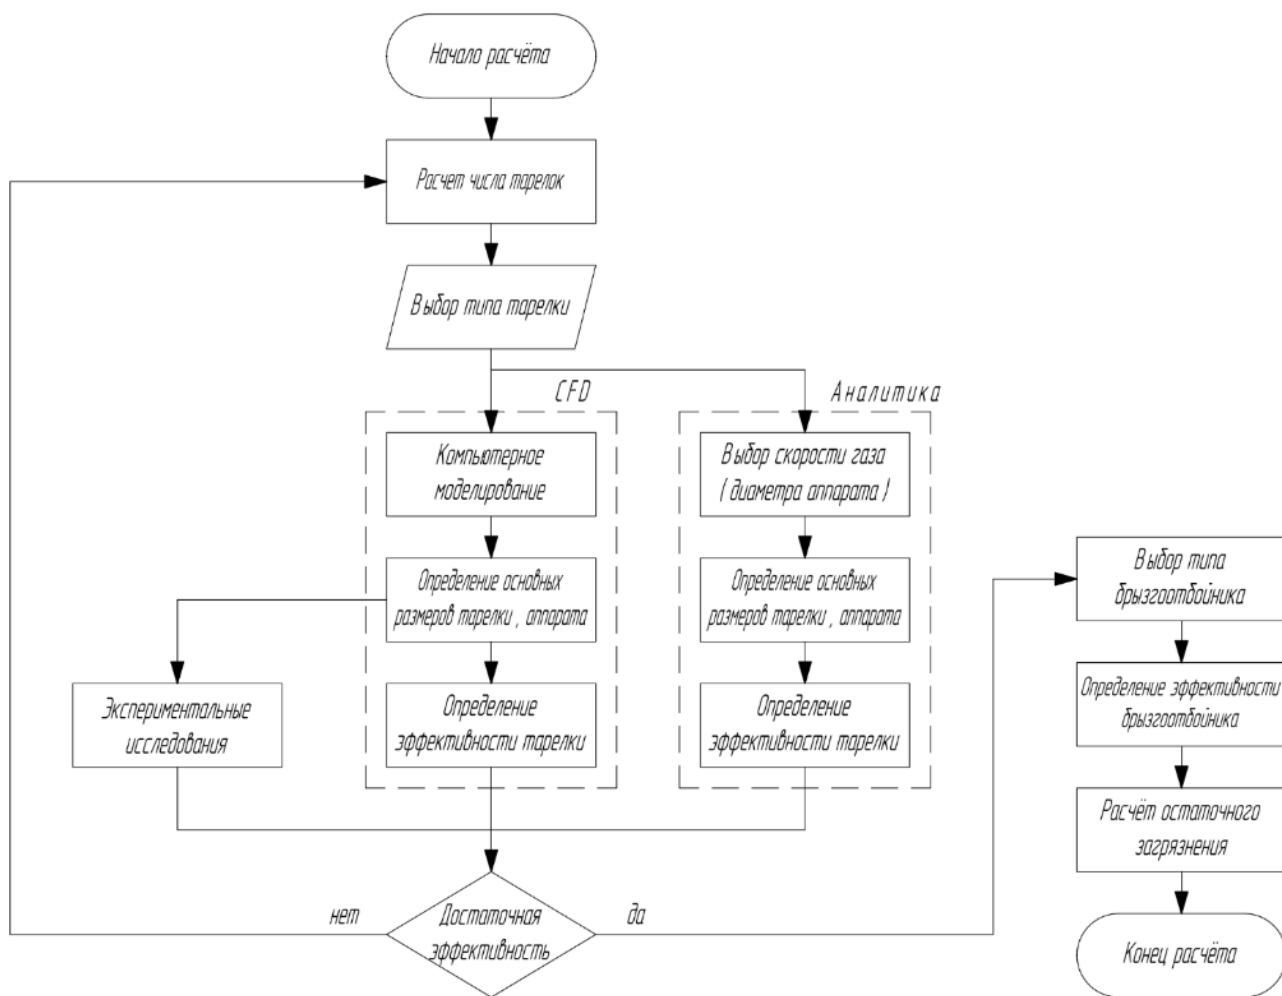 Начало расчёта
Расчет числа тарелок
Выбор типа тарелки
CFD
Аналитика
Компьютерное
моделирование
Выбор скорости газа
( диаметра аппарата )
Определение основных
размеров тарелки , аппарата
Определение основных
размеров тарелки , аппарата
Экспериментальные
исследования
Определение
эффективности тарелки
Определение
эффективности тарелки
Достаточная
эффективность
нет
да
Выбор типа
брызгоотбойника
Определение эффективности
брызгоотбойника
Расчёт остаточного
загрязнения
Конец расчёта